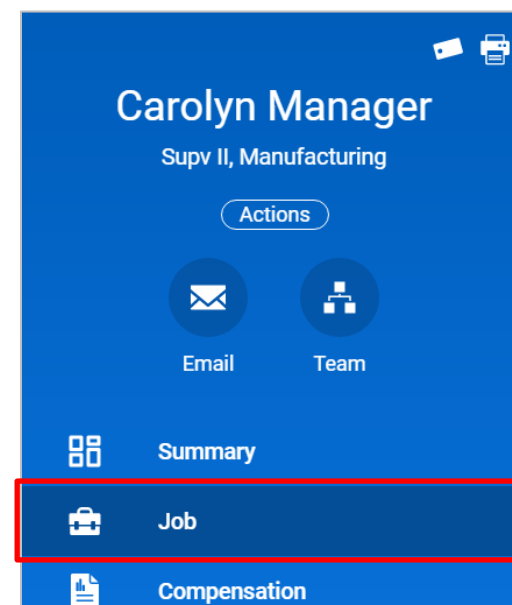 Carolyn Manager
Supv II, Manufacturing
Actions
Email Team
Summary
Job
Compensation